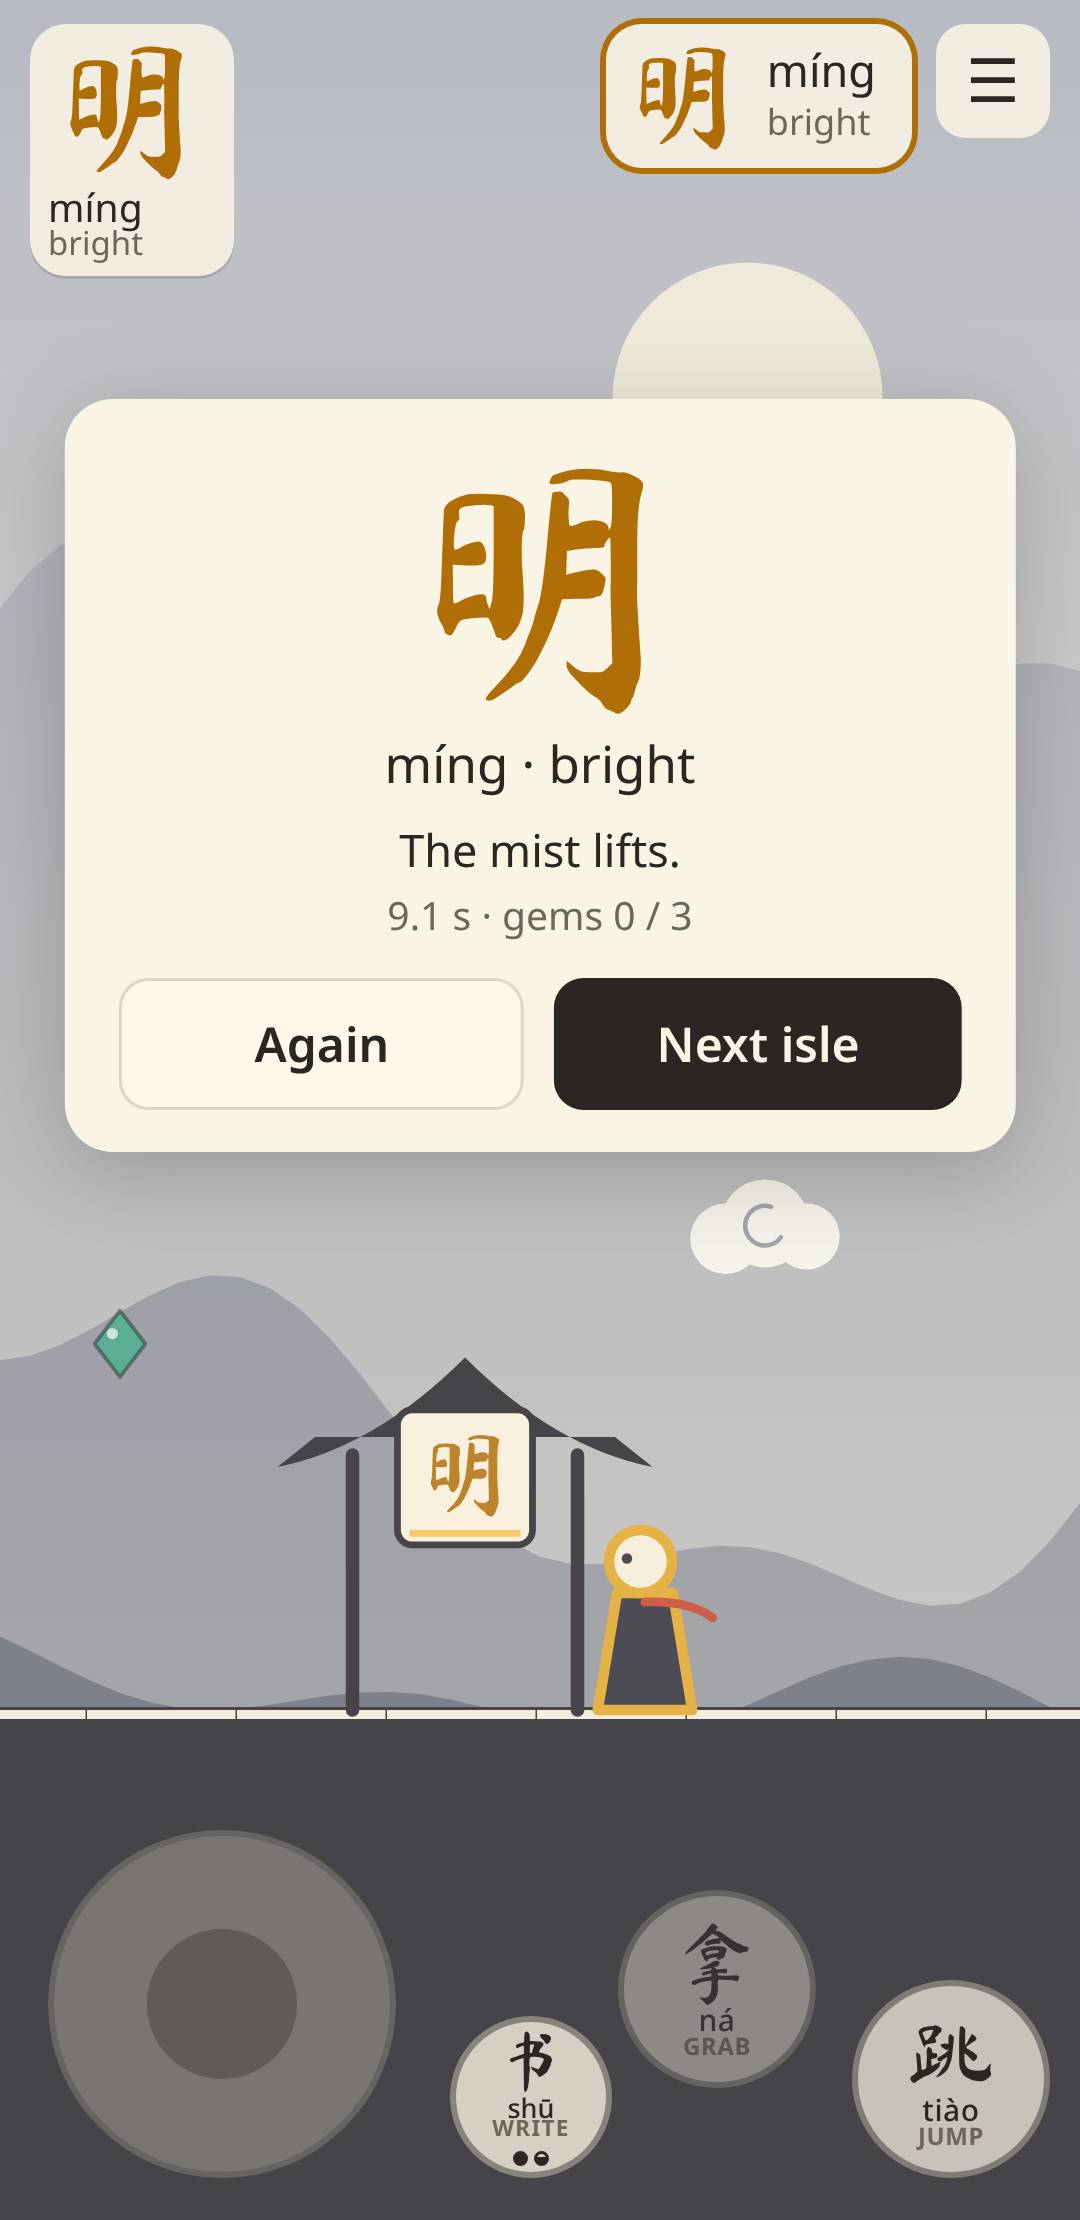 明
míng
bright
明
míng
bright
明
míng · bright
The mist lifts.
9.1 s · gems 0 / 3
Again
Next isle
明
书
shū
WRITE
拿
ná
GRAB
跳
tiào
JUMP